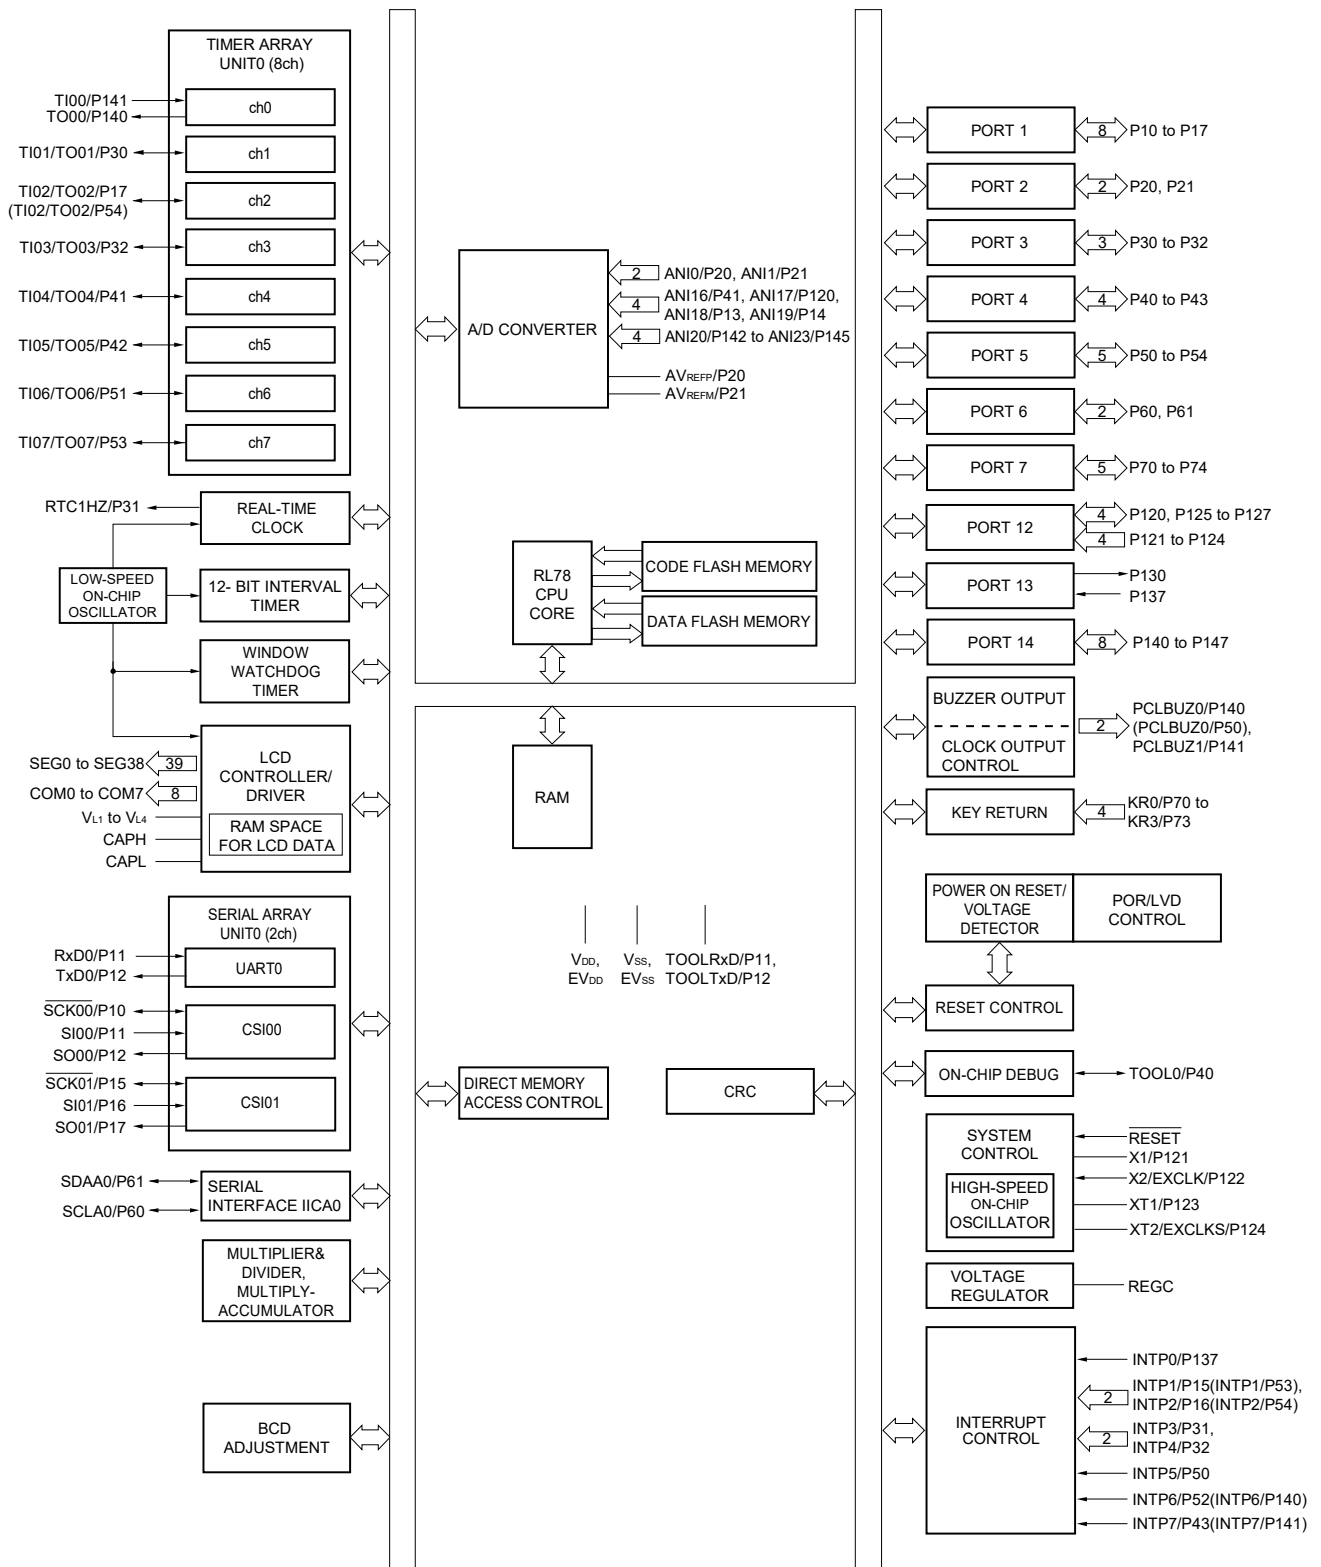 TIMER ARRAY
UNIT0 (8ch)
TI00/P141
TO00/P140
ch0
TI01/TO01/P30
ch1
TI02/TO02/P17
(TI02/TO02/P54)
ch2
TI03/TO03/P32
ch3
TI04/TO04/P41
ch4
TI05/TO05/P42
ch5
TI06/TO06/P51
ch6
TI07/TO07/P53
ch7
RTC1HZ/P31
REAL-TIME
CLOCK
LOW-SPEED
ON-CHIP
OSCILLATOR
12- BIT INTERVAL
TIMER
WINDOW
WATCHDOG
TIMER
LCD
CONTROLLER/
DRIVER
RAM SPACE
FOR LCD DATA
SEG0 to SEG38
39
COM0 to COM7
8
VL1 to VL4
CAPH
CAPL
SERIAL ARRAY
UNIT0 (2ch)
RxD0/P11
TxD0/P12
UART0
SCK00/P10
SI00/P11
SO00/P12
CSI00
SCK01/P15
SI01/P16
SO01/P17
CSI01
SDAA0/P61
SCLA0/P60
SERIAL
INTERFACE IICA0
MULTIPLIER&
DIVIDER,
MULTIPLY-
ACCUMULATOR
BCD
ADJUSTMENT
A/D CONVERTER
2
ANI0/P20, ANI1/P21
4
ANI16/P41, ANI17/P120,
ANI18/P13, ANI19/P14
4
ANI20/P142 to ANI23/P145
AVREFP/P20
AVREFM/P21
RL78
CPU
CORE
CODE FLASH MEMORY
DATA FLASH MEMORY
RAM
VDD,
EVDD
VSS,
EVSS
TOOLRxD/P11,
TOOLTxD/P12
DIRECT MEMORY
ACCESS CONTROL
CRC
PORT 1
8
P10 to P17
PORT 2
2
P20, P21
PORT 3
3
P30 to P32
PORT 4
4
P40 to P43
PORT 5
5
P50 to P54
PORT 6
2
P60, P61
PORT 7
5
P70 to P74
PORT 12
4
P120, P125 to P127
4
P121 to P124
PORT 13
P130
P137
PORT 14
8
P140 to P147
BUZZER OUTPUT
CLOCK OUTPUT
CONTROL
2
PCLBUZ0/P140
(PCLBUZ0/P50),
PCLBUZ1/P141
KEY RETURN
4
KR0/P70 to
KR3/P73
POWER ON RESET/
VOLTAGE
DETECTOR
POR/LVD
CONTROL
RESET CONTROL
ON-CHIP DEBUG
TOOL0/P40
SYSTEM
CONTROL
HIGH-SPEED
ON-CHIP
OSCILLATOR
RESET
X1/P121
X2/EXCLK/P122
XT1/P123
XT2/EXCLKS/P124
VOLTAGE
REGULATOR
REGC
INTERRUPT
CONTROL
INTP0/P137
2
INTP1/P15(INTP1/P53),
INTP2/P16(INTP2/P54)
2
INTP3/P31,
INTP4/P32
INTP5/P50
INTP6/P52(INTP6/P140)
INTP7/P43(INTP7/P141)